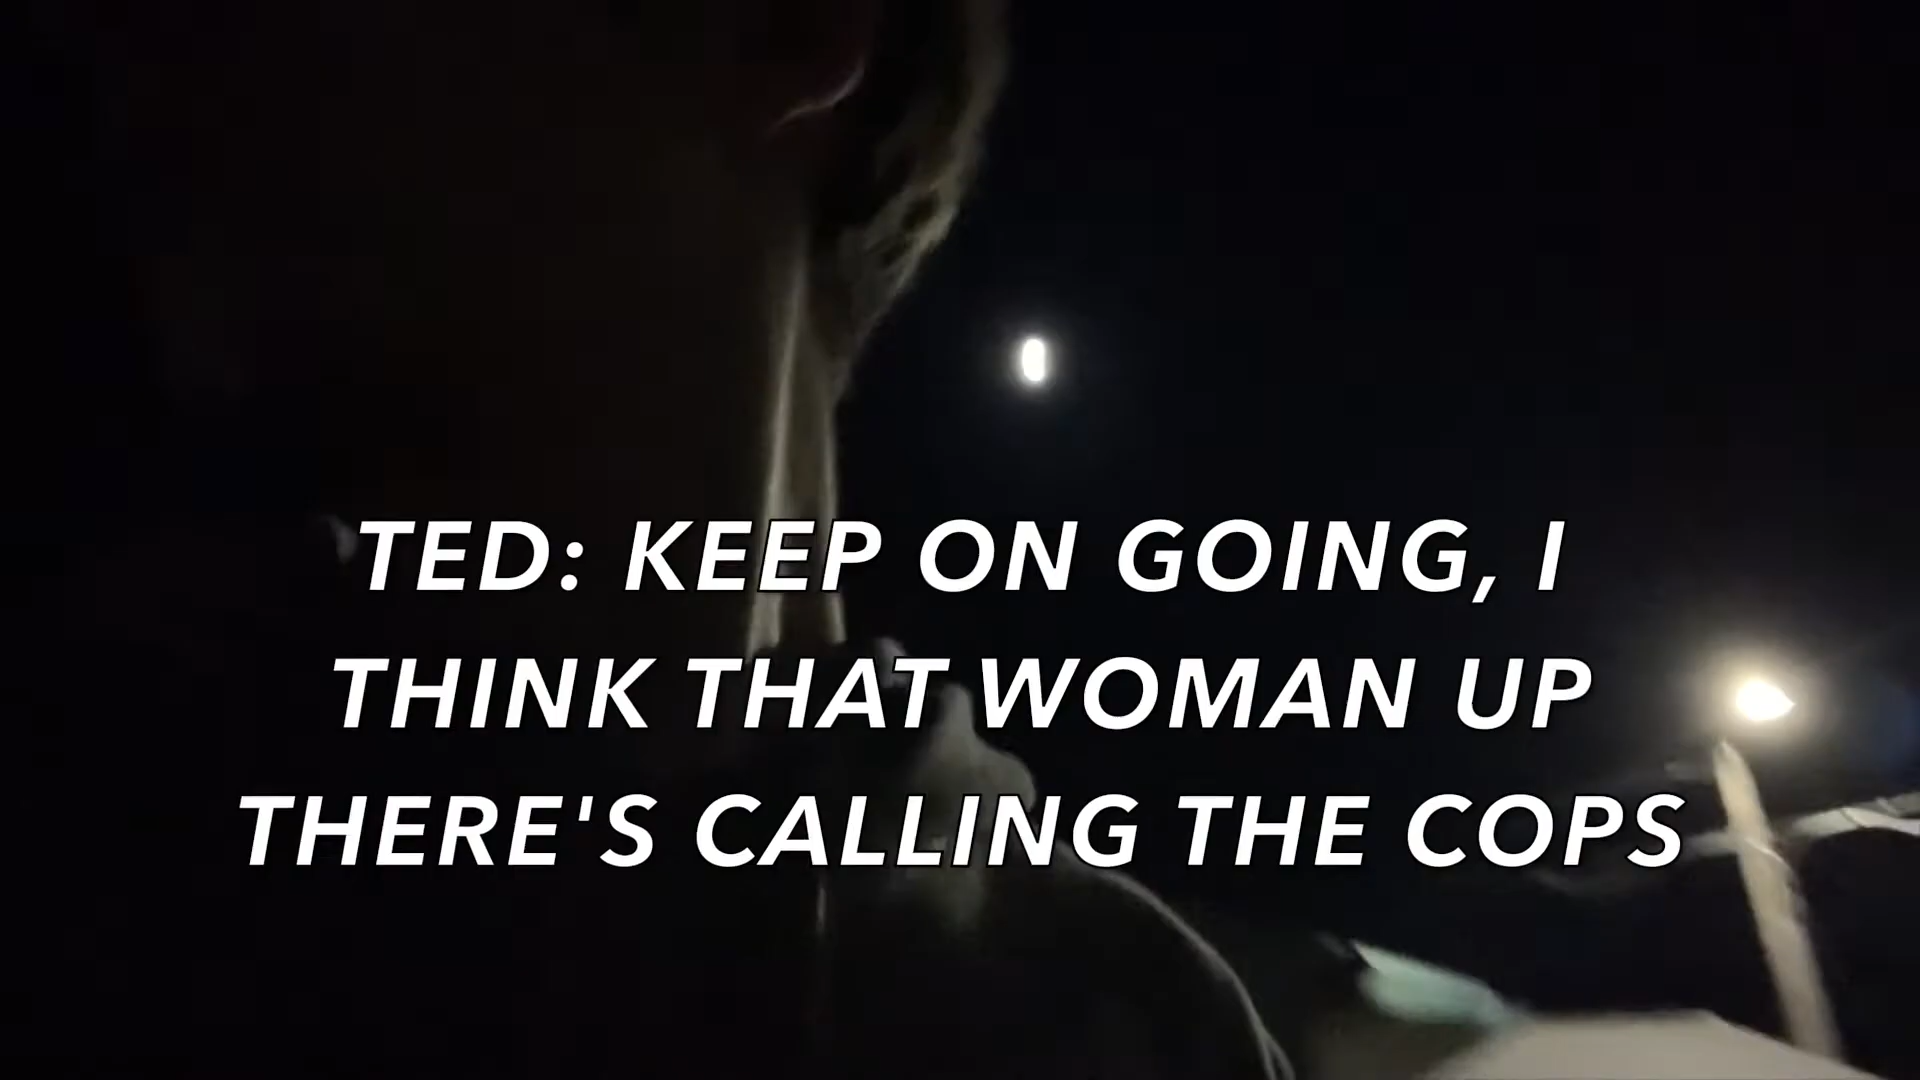 TED: KEEP ON GOING, I
THINK THAT WOMAN UP
THERE'S CALLING THE COPS